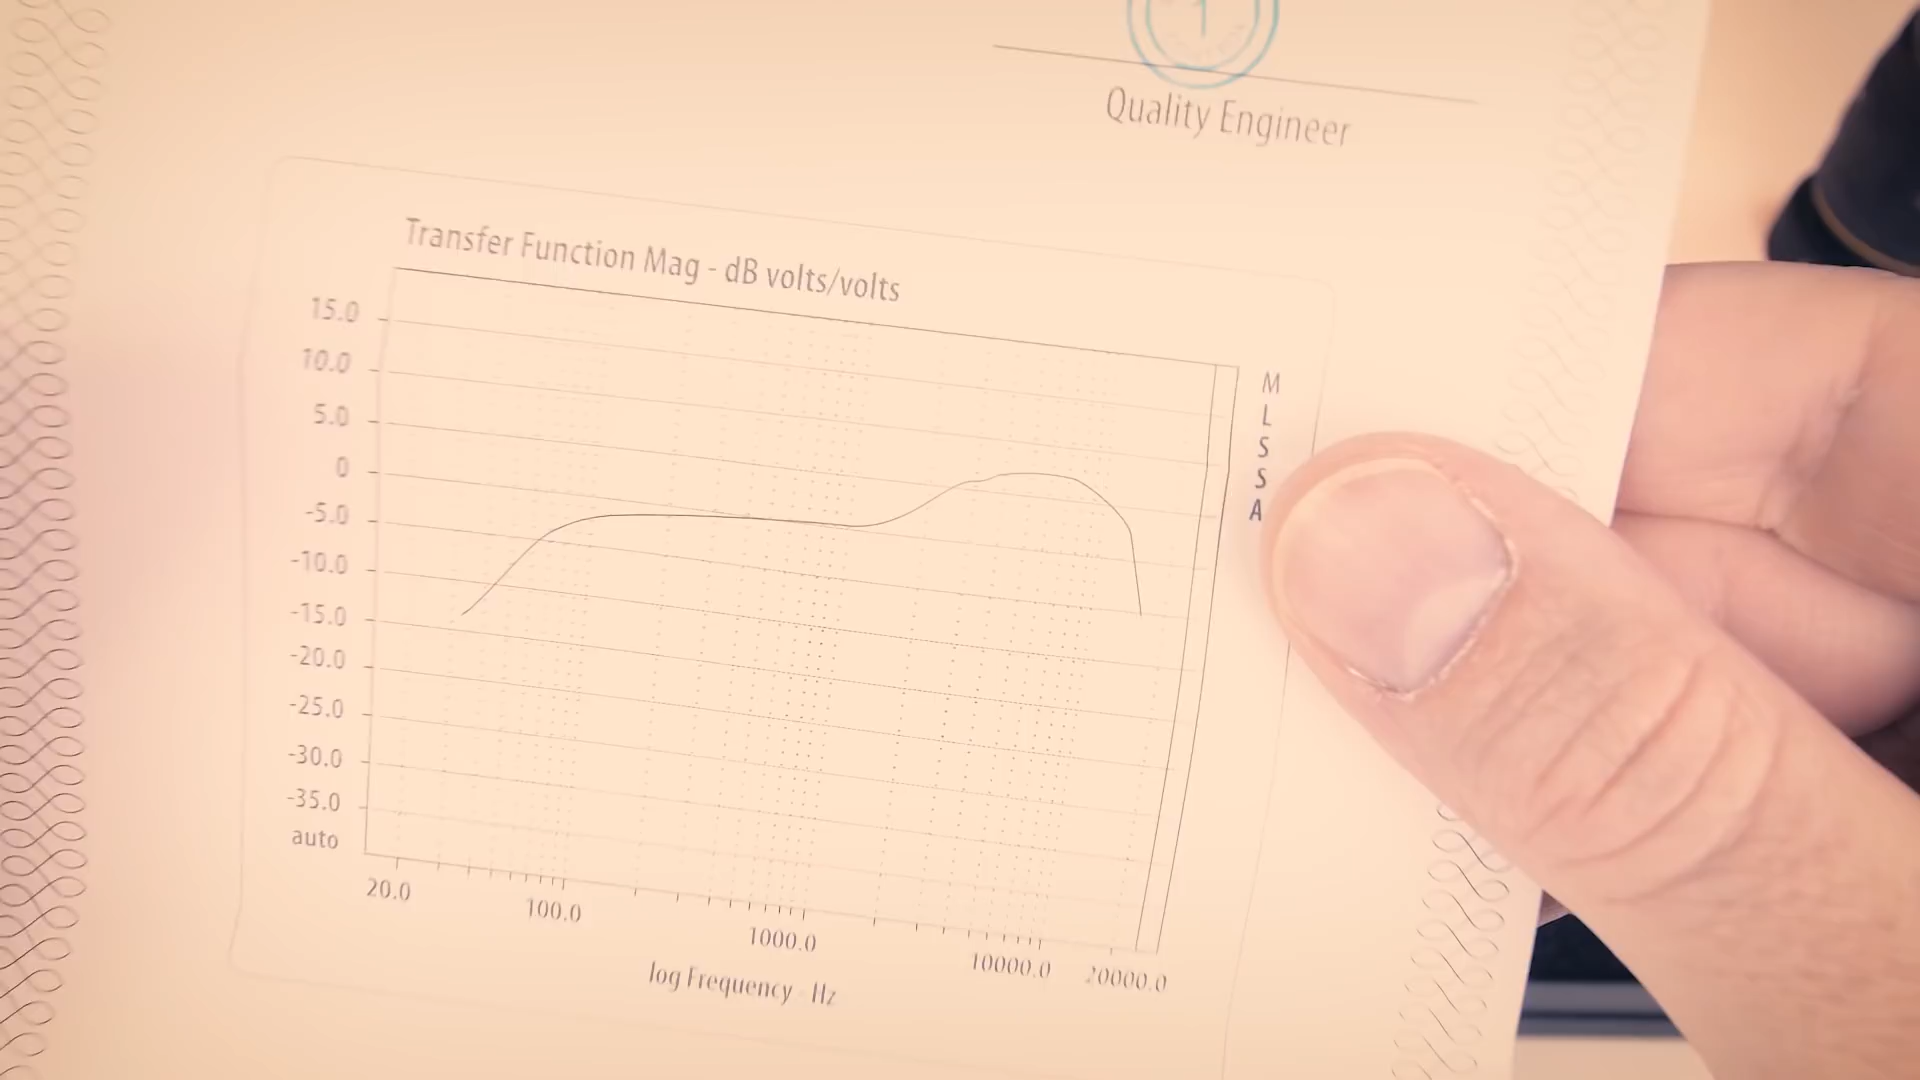 1
Quality Engineer
Transfer Function Mag - dB volts/volts
15.0
10.0
5.0
0
-5.0
-10.0
-15.0
-20.0
-25.0
-30.0
-35.0
auto
M
L
S
S
A
20.0
100.0
1000.0
10000.0
20000.0
log Frequency - Hz